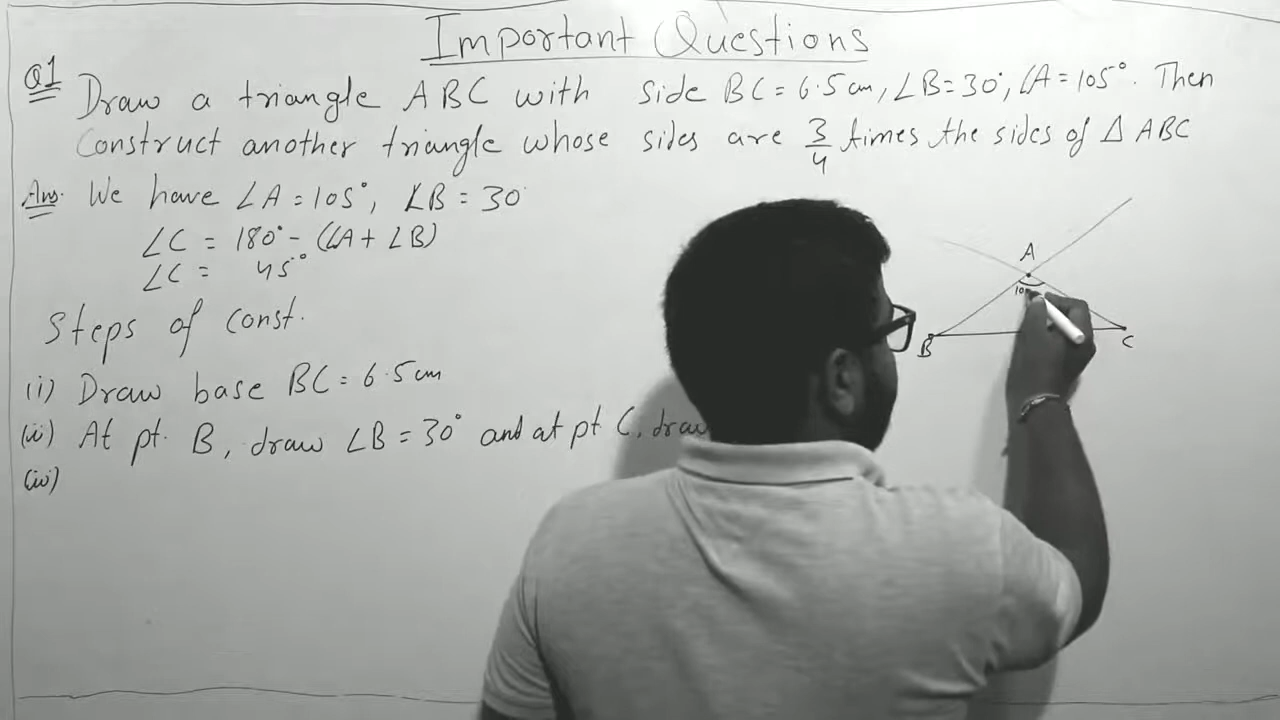 Important Questions
Q1 Draw a triangle ABC with side BC = 6.5 cm, ∠B = 30°, ∠A = 105°. Then
Construct another triangle whose sides are 3/4 times the sides of △ ABC
Ans. We have ∠A = 105°, ∠B = 30°
∠C = 180° - (∠A + ∠B)
∠C = 45°
Steps of const.
(i) Draw base BC = 6.5 cm
(ii) At pt. B, draw ∠B = 30° and at pt C, draw
(iii)
A
10
B
C